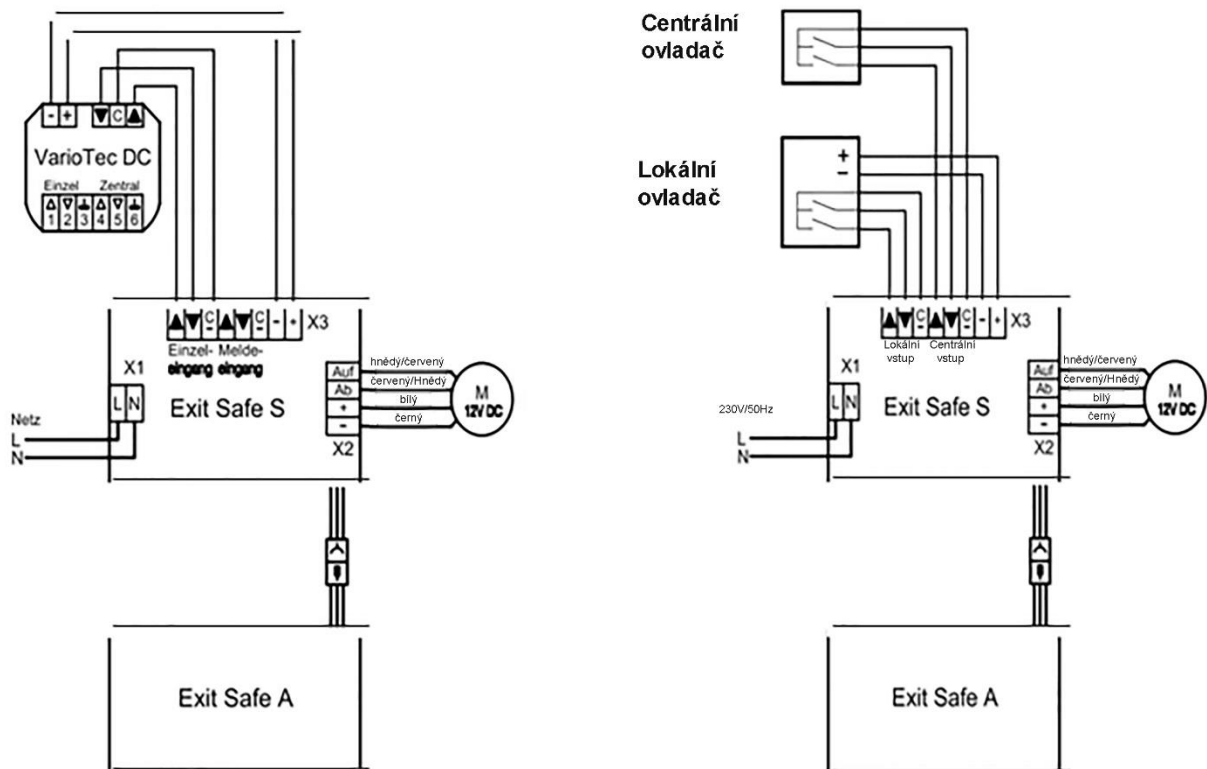 - + ▼ C ▲
VarioTec DC
Einzel Zentral
△ ▽ ⏚ △ ▽ ⏚
1 2 3 4 5 6
▲ ▼ C ▲ ▼ C - + X3
Einzel- Melde-
eingang eingang
X1
L N
Exit Safe S
Netz
L
N
Auf
Ab
+
-
X2
hnědý/červený
červený/Hnědý
bílý
černý
M
12V DC
Exit Safe A
Centrální
ovladač
Lokální
ovladač
+
-
▲ ▼ C ▲ ▼ C - + X3
Lokální Centrální
vstup vstup
X1
L N
Exit Safe S
230V/50Hz
L
N
Auf
Ab
+
-
X2
hnědý/červený
červený/Hnědý
bílý
černý
M
12V DC
Exit Safe A